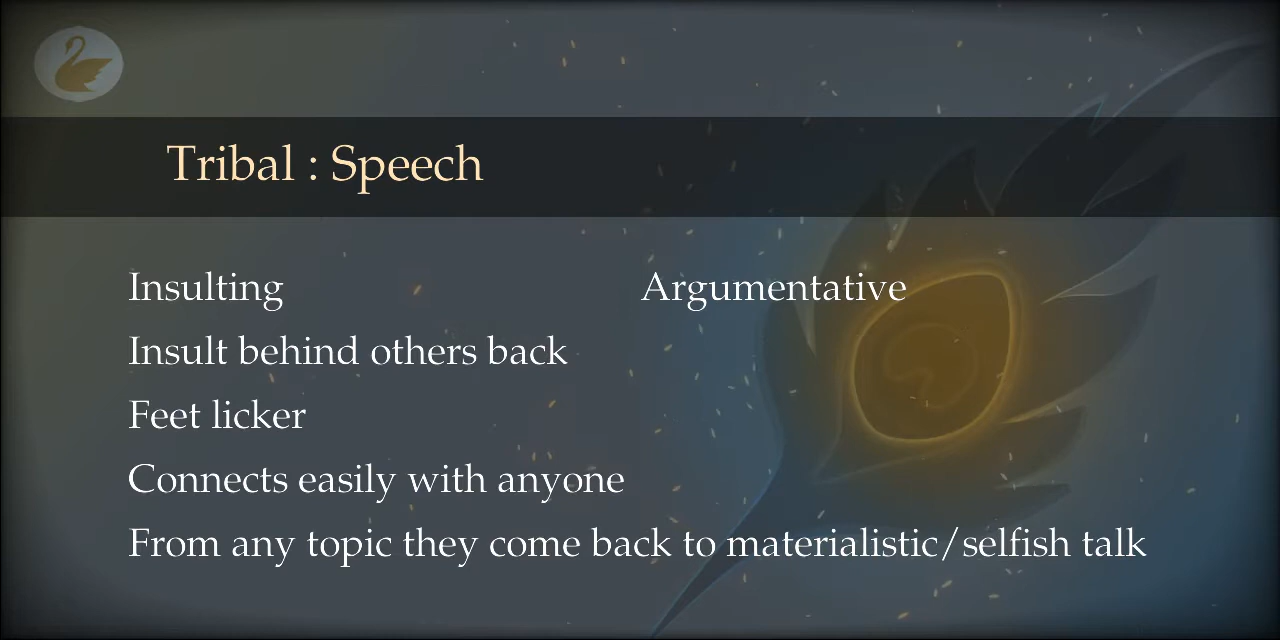 Tribal : Speech
Insulting Argumentative
Insult behind others back
Feet licker
Connects easily with anyone
From any topic they come back to materialistic/selfish talk